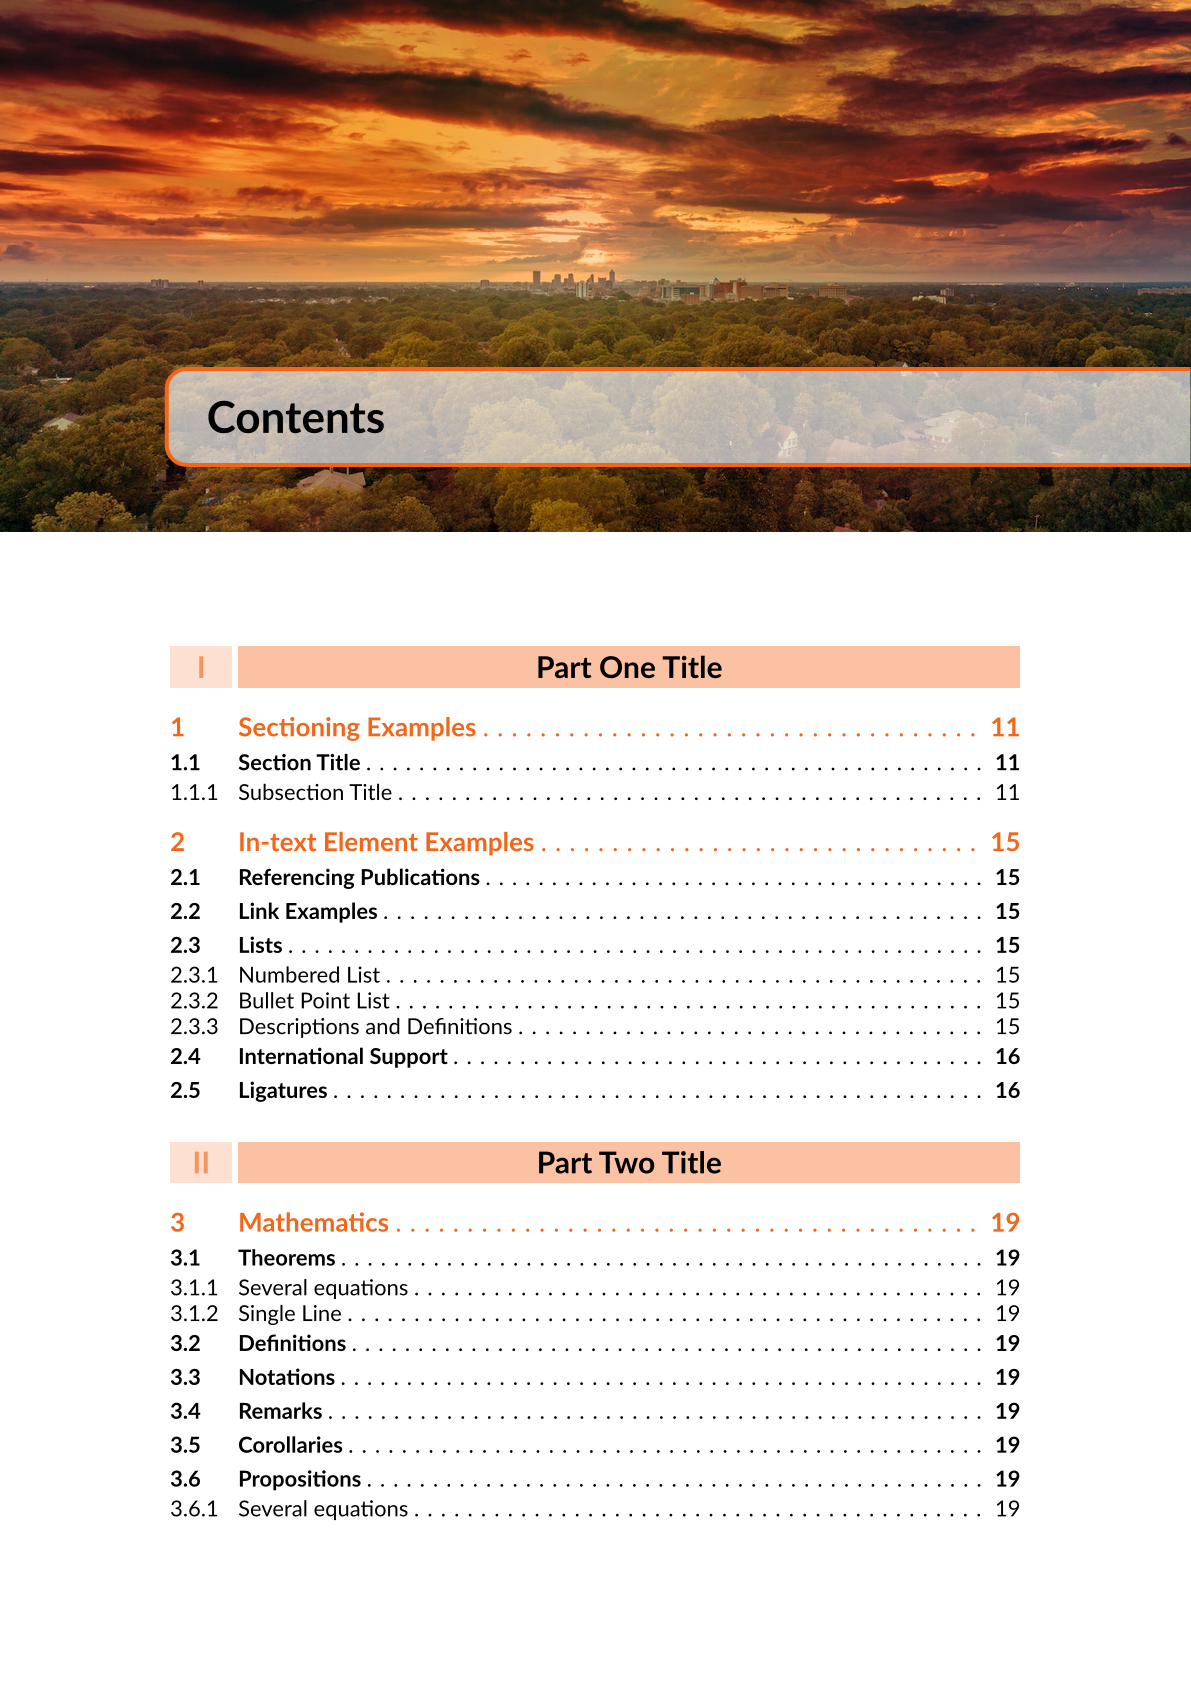 Contents
I Part One Title
1 Sectioning Examples . . . . . . . . . . . . . . . . . . . . . . . . . . . . . . . . . . . 11
1.1 Section Title . . . . . . . . . . . . . . . . . . . . . . . . . . . . . . . . . . . . . . . . . . . . . . . 11
1.1.1 Subsection Title . . . . . . . . . . . . . . . . . . . . . . . . . . . . . . . . . . . . . . . . . . . . 11
2 In-text Element Examples . . . . . . . . . . . . . . . . . . . . . . . . . . . . . . . 15
2.1 Referencing Publications . . . . . . . . . . . . . . . . . . . . . . . . . . . . . . . . . . . . . . 15
2.2 Link Examples . . . . . . . . . . . . . . . . . . . . . . . . . . . . . . . . . . . . . . . . . . . . . 15
2.3 Lists . . . . . . . . . . . . . . . . . . . . . . . . . . . . . . . . . . . . . . . . . . . . . . . . . . . . . 15
2.3.1 Numbered List . . . . . . . . . . . . . . . . . . . . . . . . . . . . . . . . . . . . . . . . . . . . . 15
2.3.2 Bullet Point List . . . . . . . . . . . . . . . . . . . . . . . . . . . . . . . . . . . . . . . . . . . . 15
2.3.3 Descriptions and Definitions . . . . . . . . . . . . . . . . . . . . . . . . . . . . . . . . . . . 15
2.4 International Support . . . . . . . . . . . . . . . . . . . . . . . . . . . . . . . . . . . . . . . . 16
2.5 Ligatures . . . . . . . . . . . . . . . . . . . . . . . . . . . . . . . . . . . . . . . . . . . . . . . . . 16
II Part Two Title
3 Mathematics . . . . . . . . . . . . . . . . . . . . . . . . . . . . . . . . . . . . . . . . . 19
3.1 Theorems . . . . . . . . . . . . . . . . . . . . . . . . . . . . . . . . . . . . . . . . . . . . . . . . . 19
3.1.1 Several equations . . . . . . . . . . . . . . . . . . . . . . . . . . . . . . . . . . . . . . . . . . . 19
3.1.2 Single Line . . . . . . . . . . . . . . . . . . . . . . . . . . . . . . . . . . . . . . . . . . . . . . . . 19
3.2 Definitions . . . . . . . . . . . . . . . . . . . . . . . . . . . . . . . . . . . . . . . . . . . . . . . . 19
3.3 Notations . . . . . . . . . . . . . . . . . . . . . . . . . . . . . . . . . . . . . . . . . . . . . . . . . 19
3.4 Remarks . . . . . . . . . . . . . . . . . . . . . . . . . . . . . . . . . . . . . . . . . . . . . . . . . . 19
3.5 Corollaries . . . . . . . . . . . . . . . . . . . . . . . . . . . . . . . . . . . . . . . . . . . . . . . . 19
3.6 Propositions . . . . . . . . . . . . . . . . . . . . . . . . . . . . . . . . . . . . . . . . . . . . . . . 19
3.6.1 Several equations . . . . . . . . . . . . . . . . . . . . . . . . . . . . . . . . . . . . . . . . . . . 19